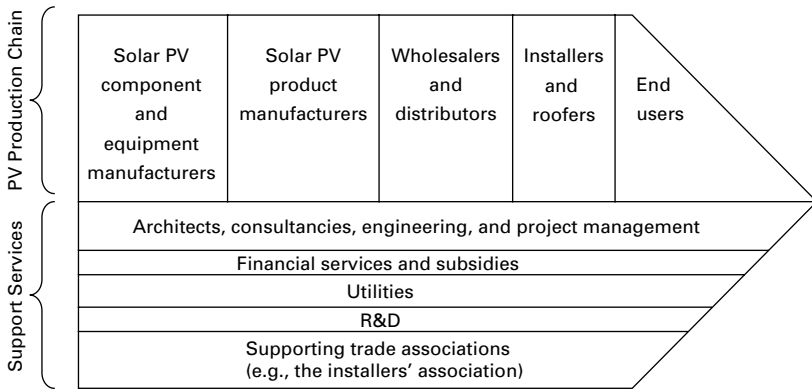 PV Production Chain
Solar PV
component
and
equipment
manufacturers
Solar PV
product
manufacturers
Wholesalers
and
distributors
Installers
and
roofers
End
users
Support Services
Architects, consultancies, engineering, and project management
Financial services and subsidies
Utilities
R&D
Supporting trade associations
(e.g., the installers’ association)